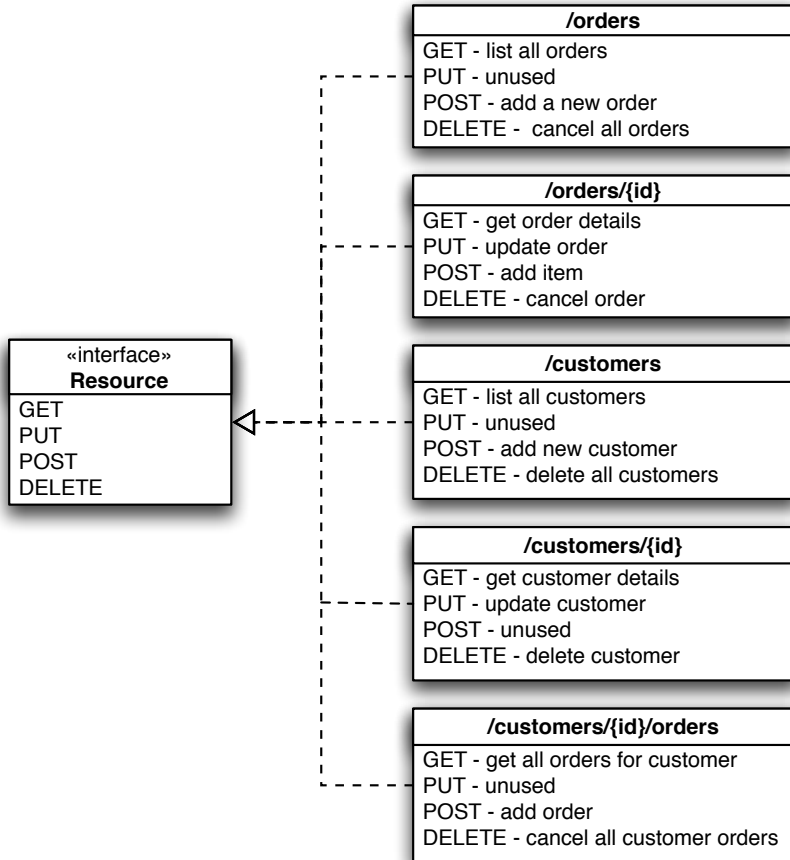 /orders
GET - list all orders
PUT - unused
POST - add a new order
DELETE -  cancel all orders
/orders/{id}
GET - get order details
PUT - update order
POST - add item
DELETE - cancel order
«interface»
Resource
GET
PUT
POST
DELETE
/customers
GET - list all customers
PUT - unused
POST - add new customer
DELETE - delete all customers
/customers/{id}
GET - get customer details
PUT - update customer
POST - unused
DELETE - delete customer
/customers/{id}/orders
GET - get all orders for customer
PUT - unused
POST - add order
DELETE - cancel all customer orders